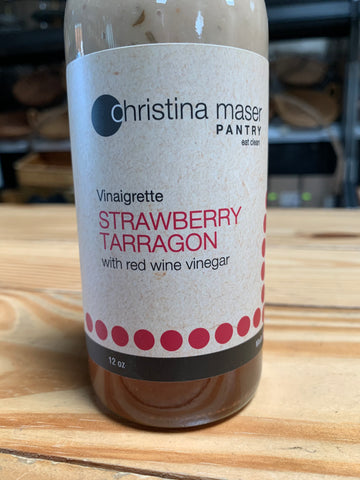 christina maser
PANTRY
eat clean
Vinaigrette
STRAWBERRY
TARRAGON
with red wine vinegar
12 oz